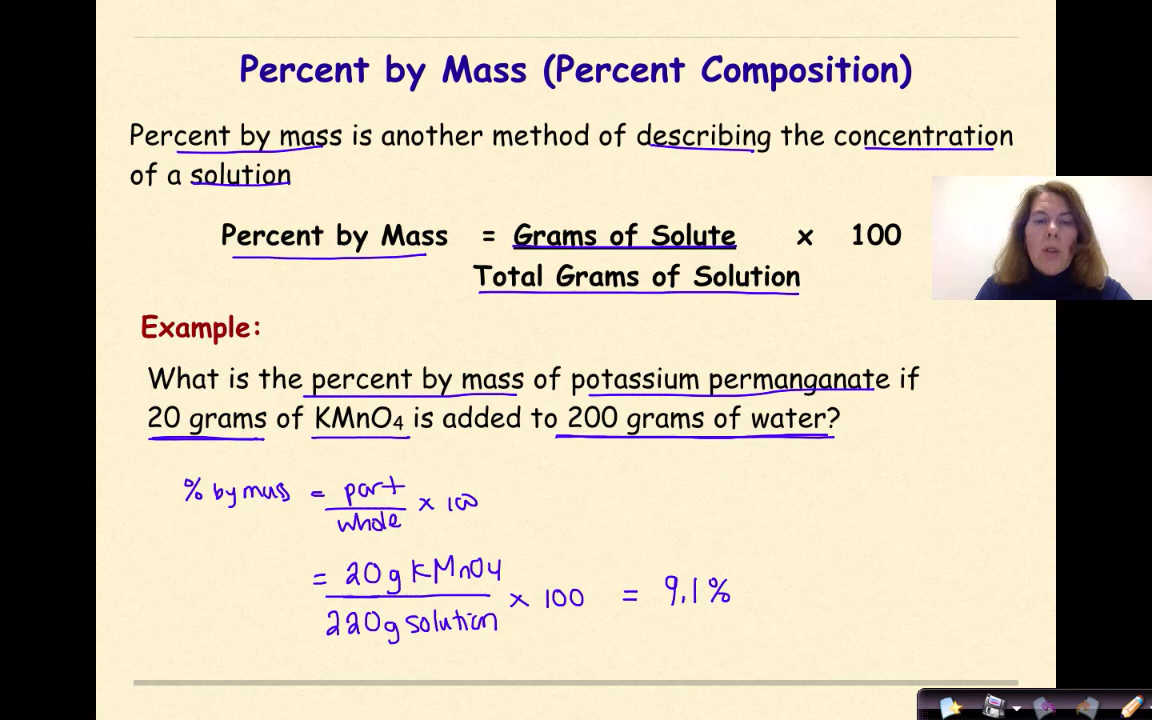 Percent by Mass (Percent Composition)
Percent by mass is another method of describing the concentration
of a solution
Percent by Mass = Grams of Solute x 100
Total Grams of Solution
Example:
What is the percent by mass of potassium permanganate if
20 grams of KMnO4 is added to 200 grams of water?
% by mass = part x 100
whole
= 20g KMnO4
220g solution x 100 = 9.1%